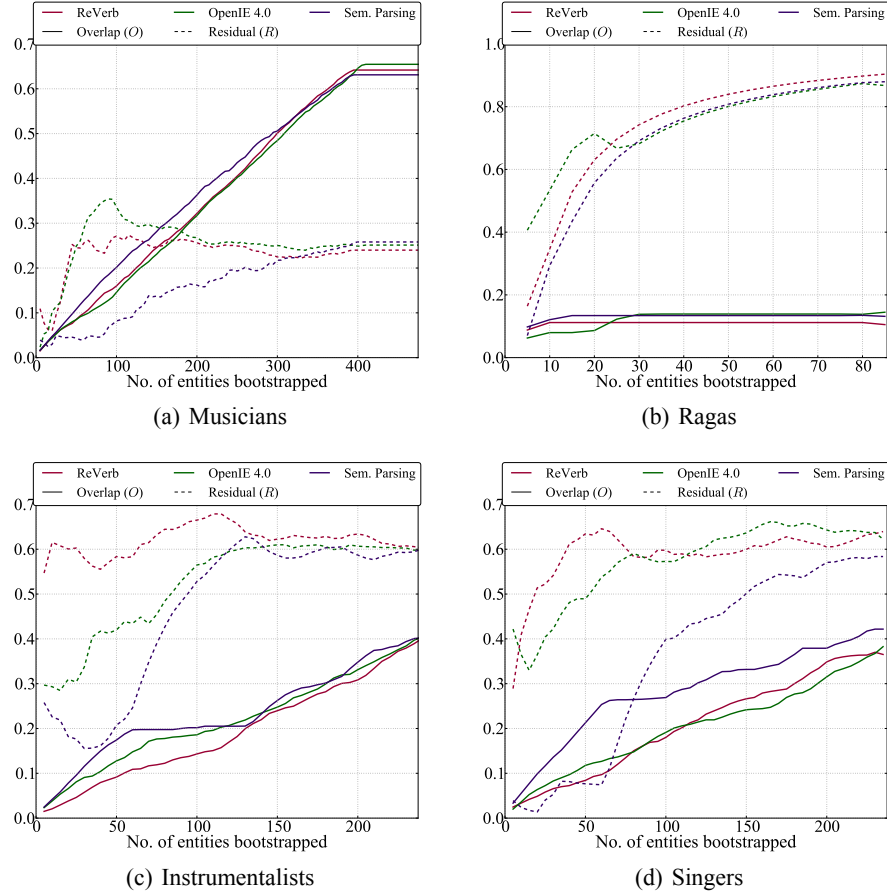 ReVerb OpenIE 4.0 Sem. Parsing
Overlap (O) Residual (R)
0.7
0.6
0.5
0.4
0.3
0.2
0.1
0.0
0 100 200 300 400
No. of entities bootstrapped
(a) Musicians
ReVerb OpenIE 4.0 Sem. Parsing
Overlap (O) Residual (R)
1.0
0.8
0.6
0.4
0.2
0.0
0 10 20 30 40 50 60 70 80
No. of entities bootstrapped
(b) Ragas
ReVerb OpenIE 4.0 Sem. Parsing
Overlap (O) Residual (R)
0.7
0.6
0.5
0.4
0.3
0.2
0.1
0.0
0 50 100 150 200
No. of entities bootstrapped
(c) Instrumentalists
ReVerb OpenIE 4.0 Sem. Parsing
Overlap (O) Residual (R)
0.7
0.6
0.5
0.4
0.3
0.2
0.1
0.0
0 50 100 150 200
No. of entities bootstrapped
(d) Singers